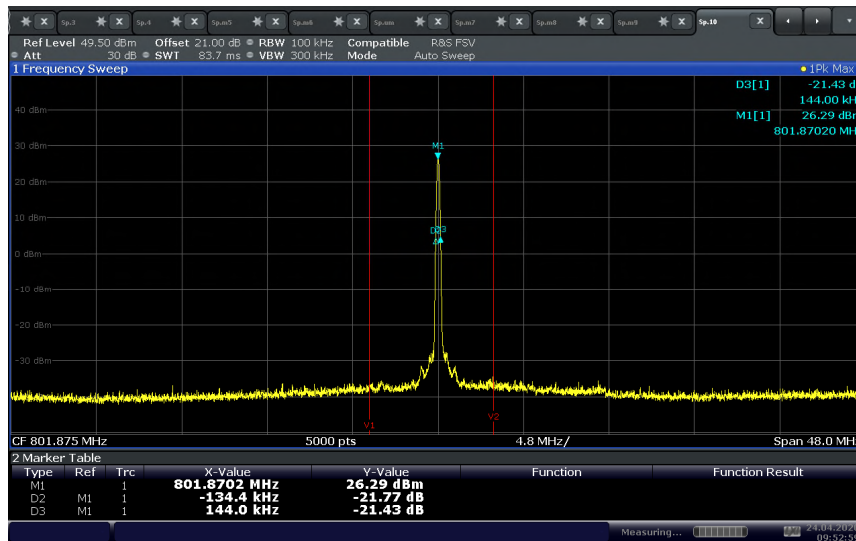 Sp.3 X Sp.4 X Sp.m5 X Sp.m6 X Sp.um X Sp.m7 X Sp.m8 X Sp.m9 X Sp.10 X
Ref Level 49.50 dBm Offset 21.00 dB RBW 100 kHz Compatible R&S FSV
Att 30 dB SWT 83.7 ms VBW 300 kHz Mode Auto Sweep
1 Frequency Sweep 1Pk Max
D3[1] -21.43 d
144.00 kH
40 dBm
M1[1] 26.29 dB
801.87020 MH
30 dBm
M1
20 dBm
10 dBm
D2 3
0 dBm
-10 dBm
-20 dBm
-30 dBm
V1 V2
CF 801.875 MHz 5000 pts 4.8 MHz/ Span 48.0 MH
2 Marker Table
Type Ref Trc X-Value Y-Value Function Function Result
M1 1 801.8702 MHz 26.29 dBm
D2 M1 1 -134.4 kHz -21.77 dB
D3 M1 1 144.0 kHz -21.43 dB
Measuring... 24.04.202
09:52:5